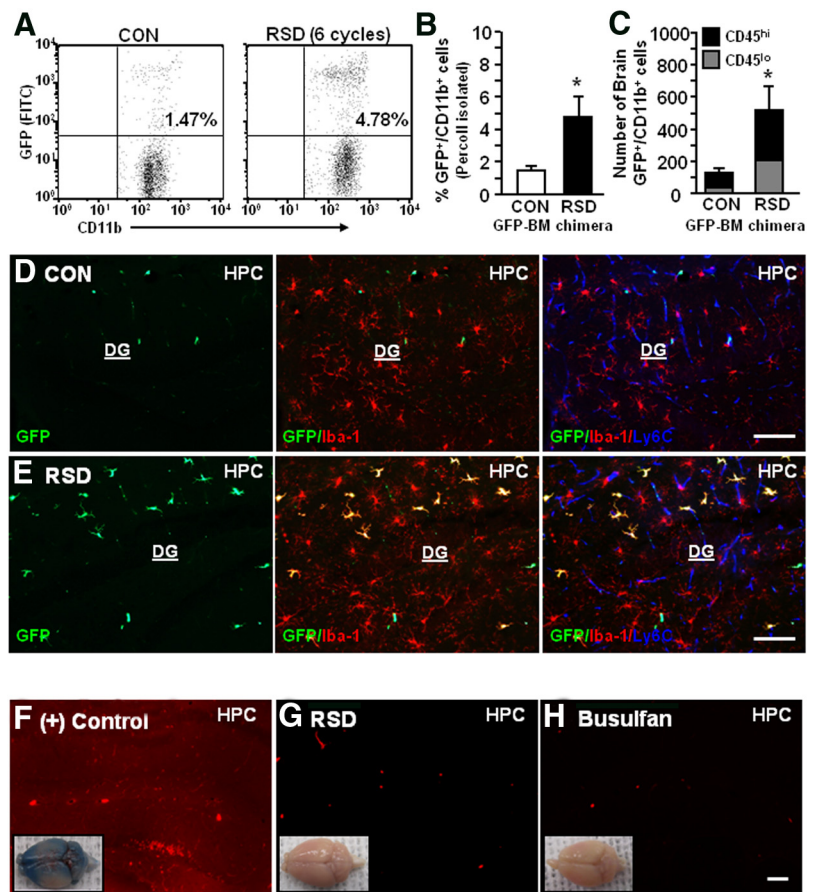 A
CON
RSD (6 cycles)
GFP (FITC)
10⁴
10³
10²
10¹
10⁰
1.47%
4.78%
10⁰ 10¹ 10² 10³ 10⁴
10⁰ 10¹ 10² 10³ 10⁴
CD11b
B
% GFP⁺/CD11b⁺ cells
(Percoll isolated)
10
8
6
4
2
0
*
CON RSD
GFP-BM chimera
C
Number of Brain
GFP⁺/CD11b⁺ cells
1000
800
600
400
200
0
CD45ʰⁱ
CD45ˡᵒ
*
CON RSD
GFP-BM chimera
D CON HPC
DG
GFP
HPC
DG
GFP/Iba-1
HPC
DG
GFP/Iba-1/Ly6C
E RSD HPC
DG
GFP
HPC
DG
GFP/Iba-1
HPC
DG
GFP/Iba-1/Ly6C
F (+) Control HPC
G RSD HPC
H Busulfan HPC